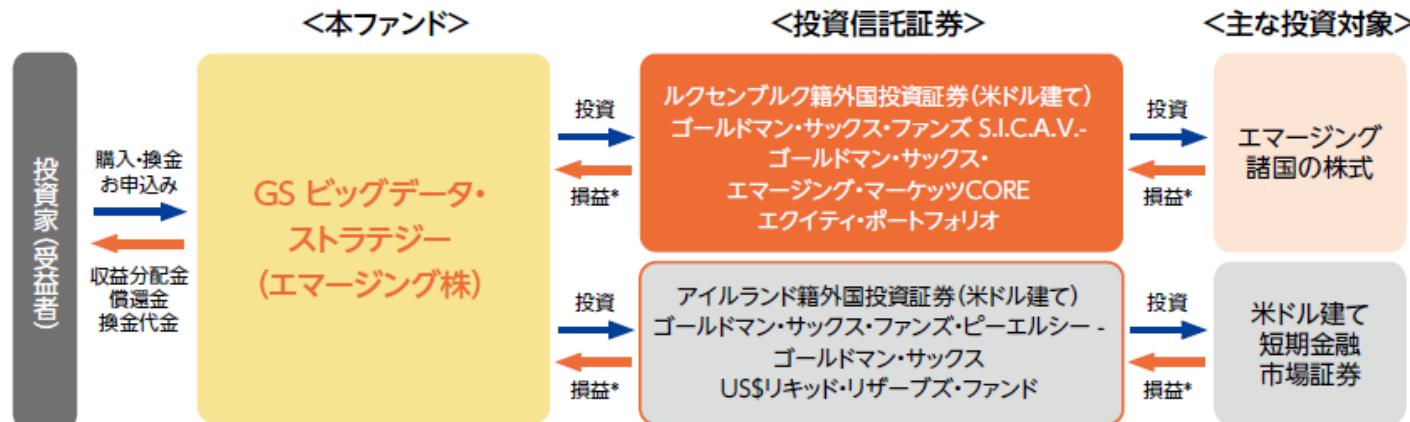 <本ファンド>
<投資信託証券>
<主な投資対象>
投資家(受益者)
購入・換金
お申込み
収益分配金
償還金
換金代金
GS ビッグデータ・
ストラテジー
(エマージング株)
投資
損益*
ルクセンブルク籍外国投資証券(米ドル建て)
ゴールドマン・サックス・ファンズ S.I.C.A.V.-
ゴールドマン・サックス・
エマージング・マーケッツCORE
エクイティ・ポートフォリオ
投資
損益*
エマージング
諸国の株式
投資
損益*
アイルランド籍外国投資証券(米ドル建て)
ゴールドマン・サックス・ファンズ・ピーエルシー -
ゴールドマン・サックス
US$リキッド・リザーブズ・ファンド
投資
損益*
米ドル建て
短期金融
市場証券